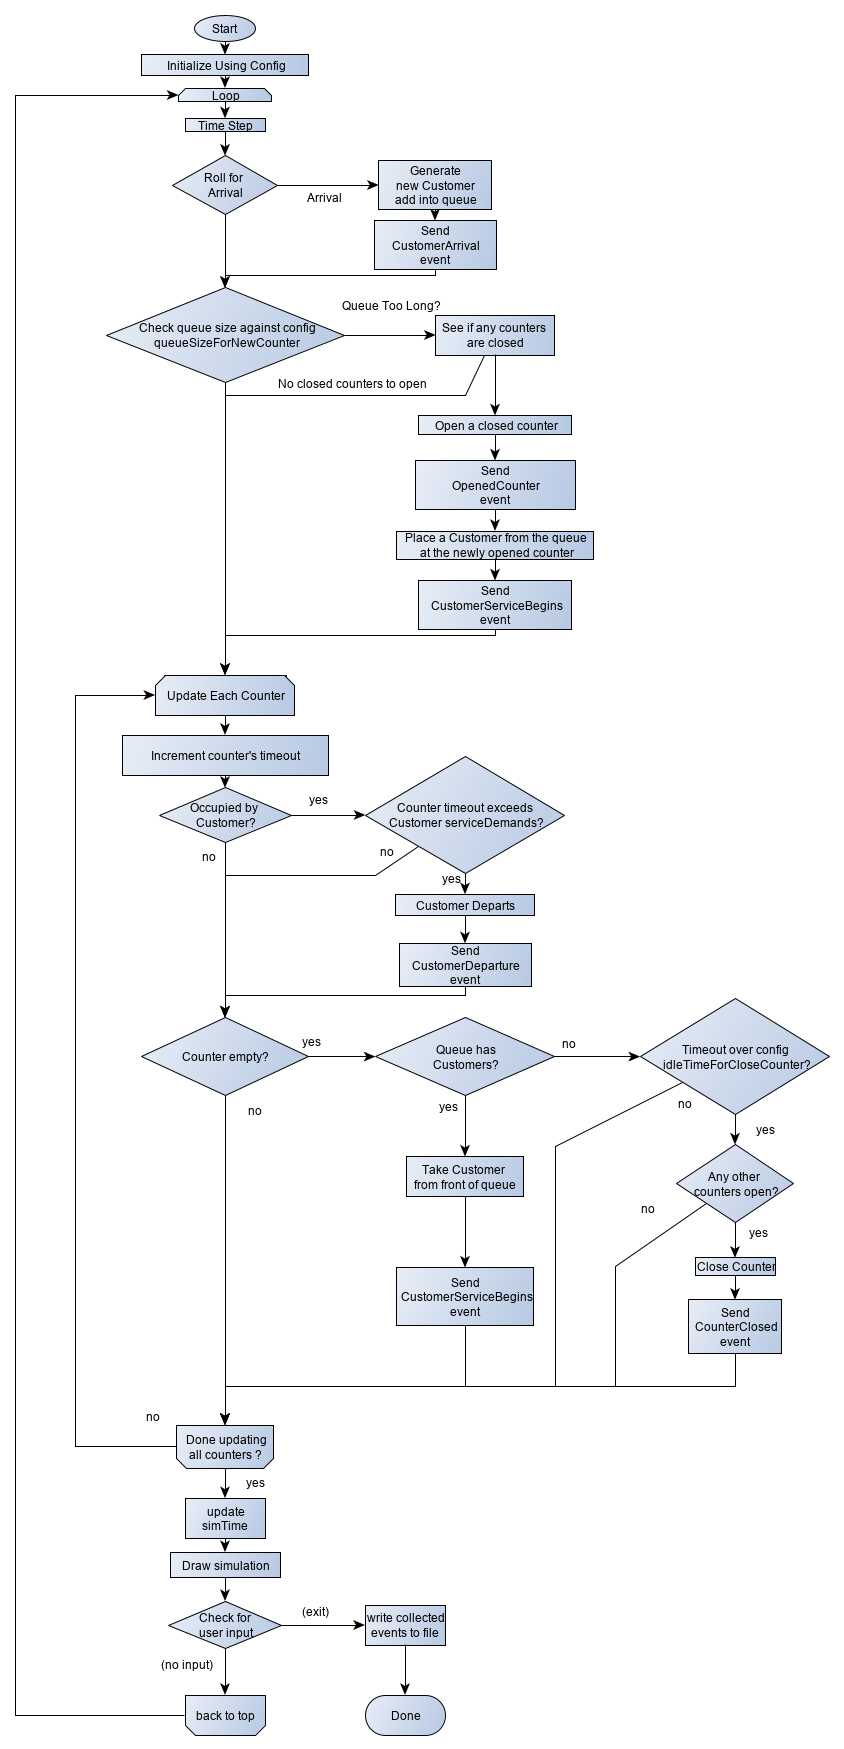 Start
Initialize Using Config
Loop
Time Step
Roll for
Arrival
Arrival
Generate
new Customer
add into queue
Send
CustomerArrival
event
Check queue size against config
queueSizeForNewCounter
Queue Too Long?
See if any counters
are closed
No closed counters to open
Open a closed counter
Send
OpenedCounter
event
Place a Customer from the queue
at the newly opened counter
Send
CustomerServiceBegins
event
Update Each Counter
Increment counter's timeout
Occupied by
Customer?
yes
no
Counter timeout exceeds
Customer serviceDemands?
no
yes
Customer Departs
Send
CustomerDeparture
event
Counter empty?
yes
no
Queue has
Customers?
no
yes
Timeout over config
idleTimeForCloseCounter?
no
yes
Take Customer
from front of queue
Any other
counters open?
no
yes
Close Counter
Send
CustomerServiceBegins
event
Send
CounterClosed
event
no
Done updating
all counters ?
yes
update
simTime
Draw simulation
Check for
user input
(exit)
write collected
events to file
(no input)
back to top
Done